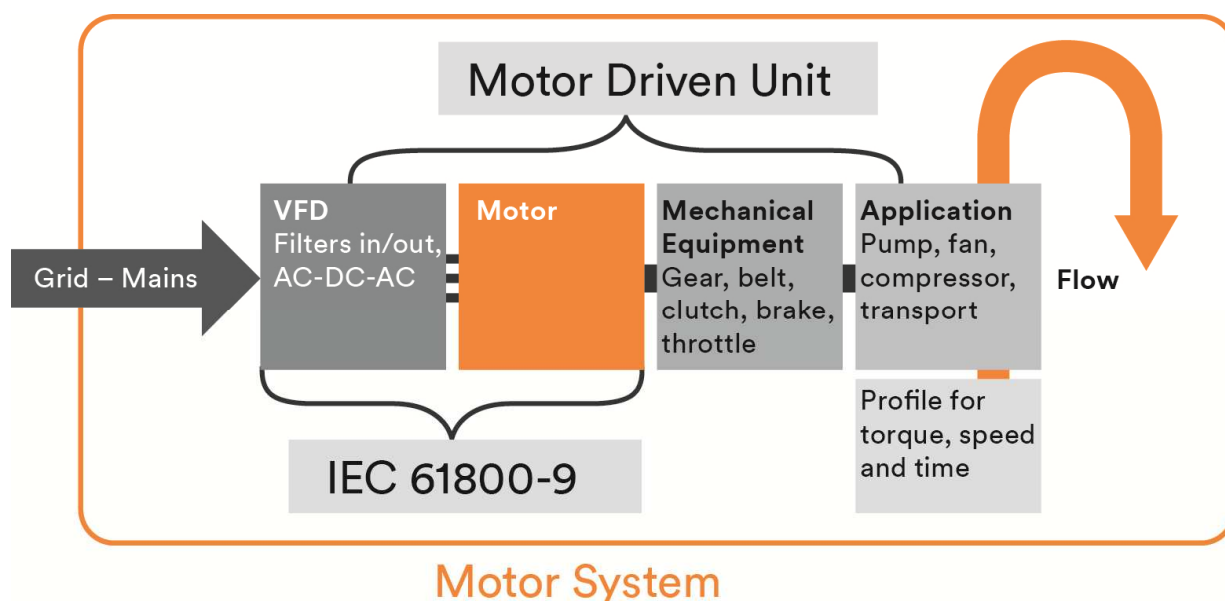 Motor Driven Unit
Grid – Mains
VFD
Filters in/out,
AC-DC-AC
Motor
Mechanical
Equipment
Gear, belt,
clutch, brake,
throttle
Application
Pump, fan,
compressor,
transport
Flow
Profile for
torque, speed
and time
IEC 61800-9
Motor System